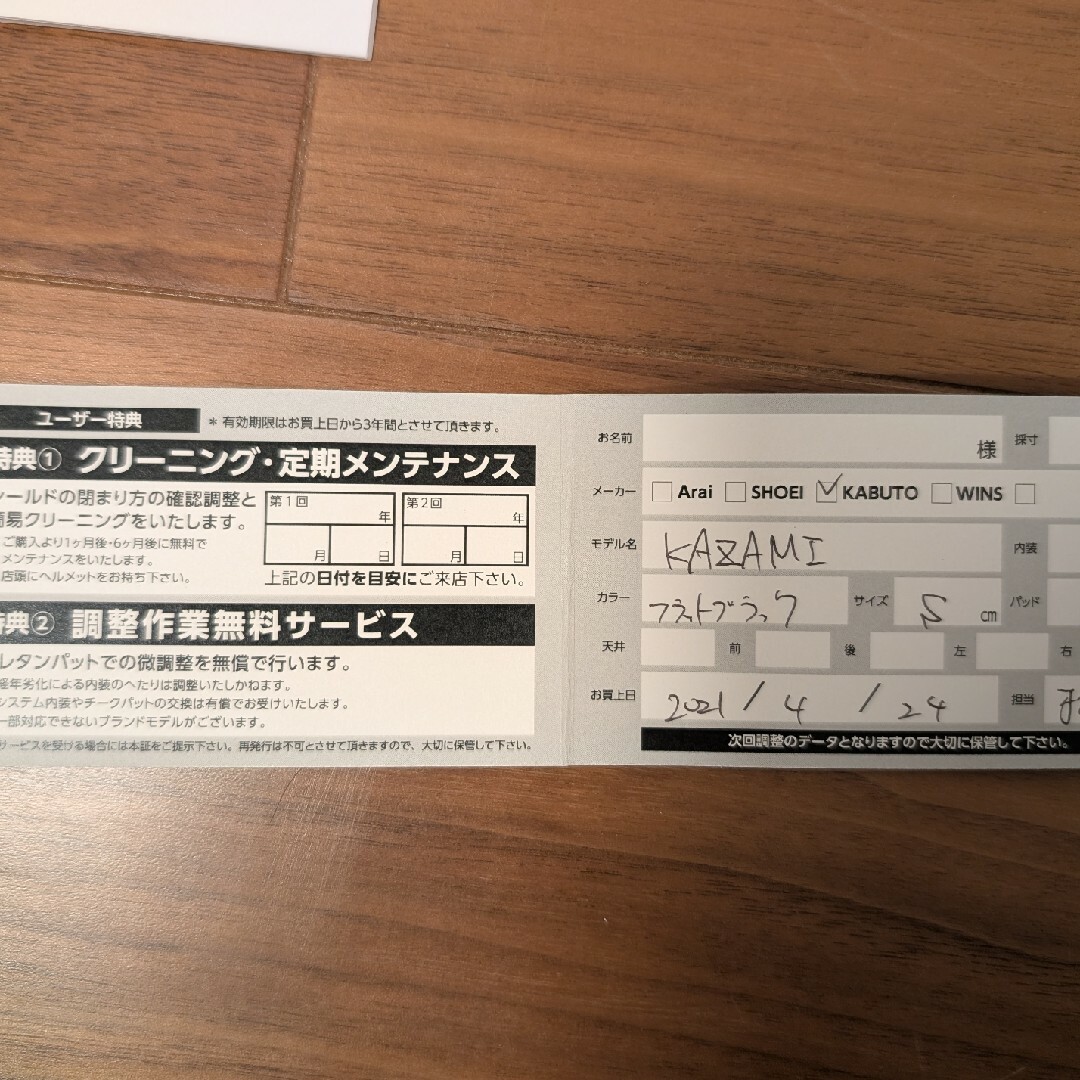 ユーザー特典
＊有効期限はお買上日から3年間とさせて頂きます。
特典① クリーニング・定期メンテナンス
シールドの閉まり方の確認調整と
簡易クリーニングをいたします。
ご購入より1ヶ月後・6ヶ月後に無料で
メンテナンスをいたします。
店頭にヘルメットをお持ち下さい。
第1回 年 月 日
第2回 年 月 日
上記の日付を目安にご来店下さい。
特典② 調整作業無料サービス
レタンパットでの微調整を無償で行います。
経年劣化による内装のへたりは調整いたしかねます。
システム内装やチークパットの交換は有償でお受けいたします。
一部対応できないブランドモデルがございます。
サービスを受ける場合には本証をご提示下さい。再発行は不可とさせて頂きますので、大切に保管して下さい。
お名前 様 採寸
メーカー Arai SHOEI KABUTO WINS
モデル名 KAZAMI 内装
カラー フラットブラック サイズ S cm パッド
天井 前 後 左 右
お買上日 2021/4/24 担当
次回調整のデータとなりますので大切に保管して下さい。